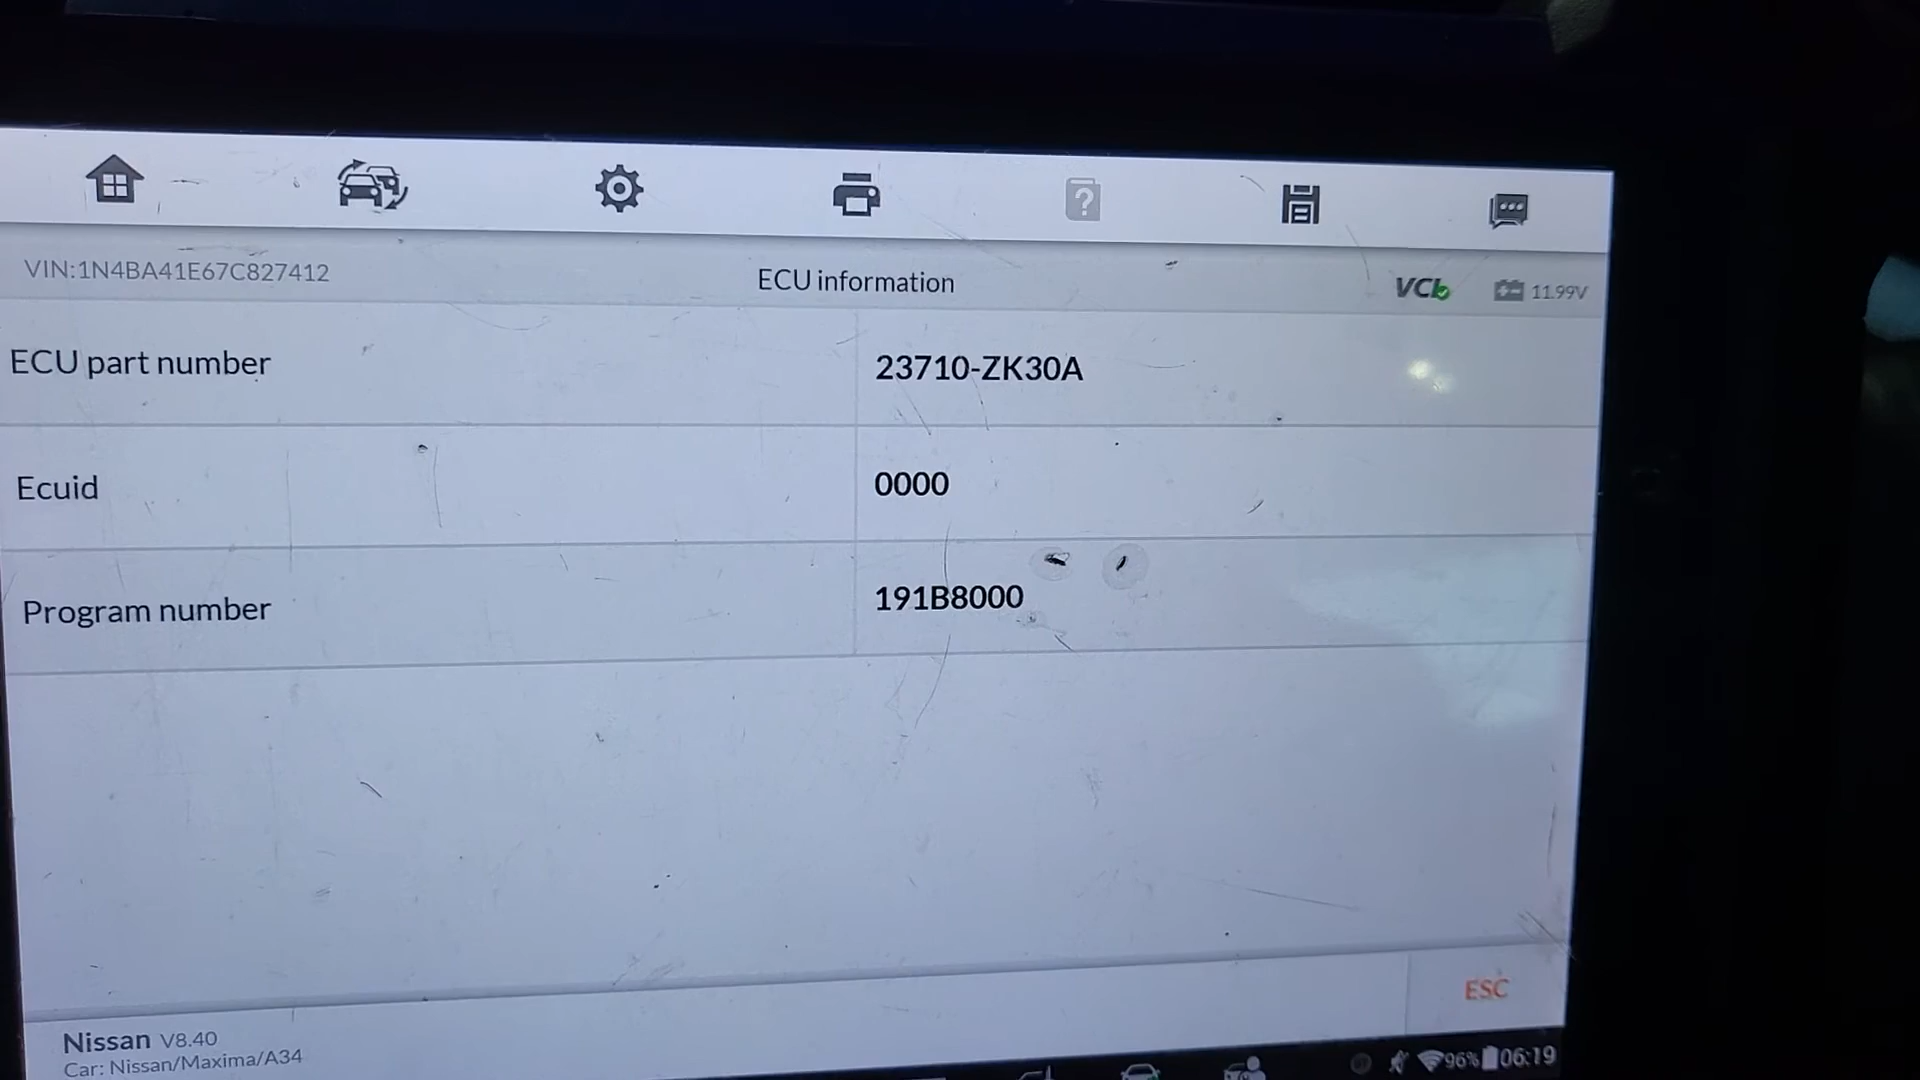 VIN:1N4BA41E67C827412
ECU information
VCI
11.99V
ECU part number
23710-ZK30A
Ecuid
0000
Program number
191B8000
ESC
Nissan V8.40
Car: Nissan/Maxima/A34
96%
06:19